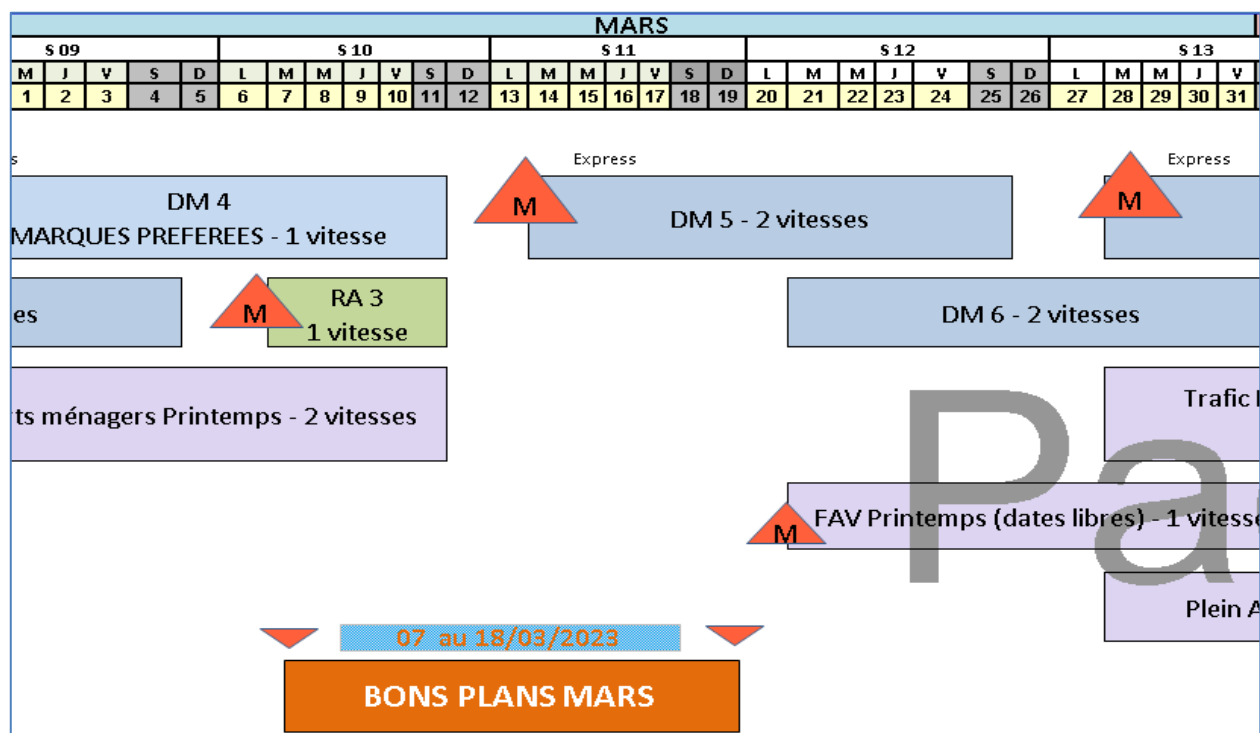 MARS
S 09 S 10 S 11 S 12 S 13
M J V S D L M M J V S D L M M J V S D L M M J V S D L M M J V
1 2 3 4 5 6 7 8 9 10 11 12 13 14 15 16 17 18 19 20 21 22 23 24 25 26 27 28 29 30 31
s Express Express
DM 4
MARQUES PREFEREES - 1 vitesse
M
DM 5 - 2 vitesses
M
es
M
RA 3
1 vitesse
DM 6 - 2 vitesses
ts ménagers Printemps - 2 vitesses
Trafic
Pa
M
FAV Printemps (dates libres) - 1 vitesse
Plein A
07 au 18/03/2023
BONS PLANS MARS